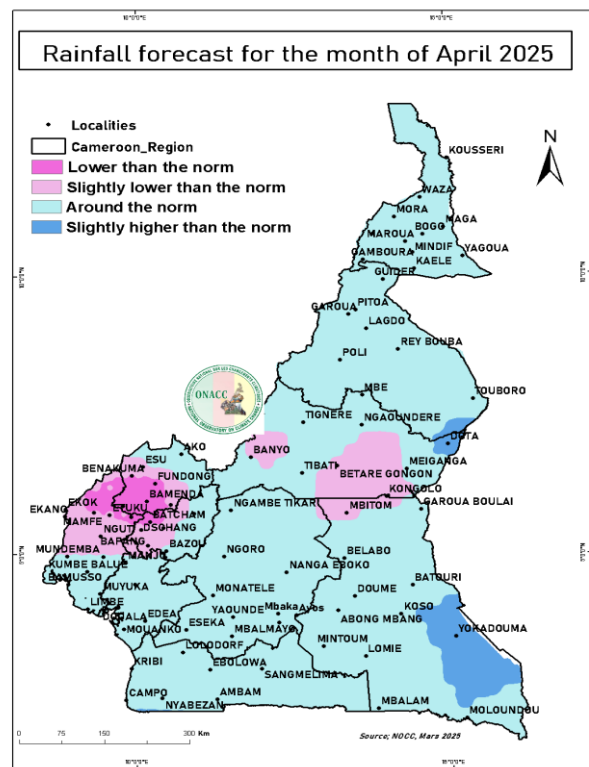 Rainfall forecast for the month of April 2025
Localities
Cameroon_Region
Lower than the norm
Slightly lower than the norm
Around the norm
Slightly higher than the norm
N
ONACC
KOUSSERI
WAZA
MORA
MAGA
BOGO
MAROUA
MINDIF
YAGOUA
GAMBOURA
KAELE
GUIDER
PITOA
GAROUA
LAGDO
REY BOUBA
POLI
MBE
TOUBORO
TIGNERE
NGAOUNDERE
DOTA
AKO
BANYO
ESU
MEIGANGA
BENAKUMA
TIBATI
FUNDONG
BETARE GONGON
KONGOLO
BAMENDA
EKOK
EKANG
BATCHAM
NGAMBE TIKARI
MBITOM
GAROUA BOULAI
MAMFE
DSCHANG
NGUTI
BAPANG
BAZOU
MUNDEMBA
MANJO
NGORO
BELABO
KUMBE BALUE
NANGA EBOKO
BAMUSSO
BATOURI
MUYUKA
MONATELE
DOUME
LIMBE
YAOUNDE
Mbaka
Ayos
ABONG MBANG
KOSO
DOUALA
EDEA
YOKADOUMA
MOUANKO
ESEKA
MBALMAYO
LOLODORF
MINTOUM
LOMIE
KRIBI
EBOLOWA
SANGMELIMA
CAMPO
AMBAM
NYABEZAN
MBALAM
MOLOUNDOU
0 75 150 300 Km
Source; NOCC, Mars 2025